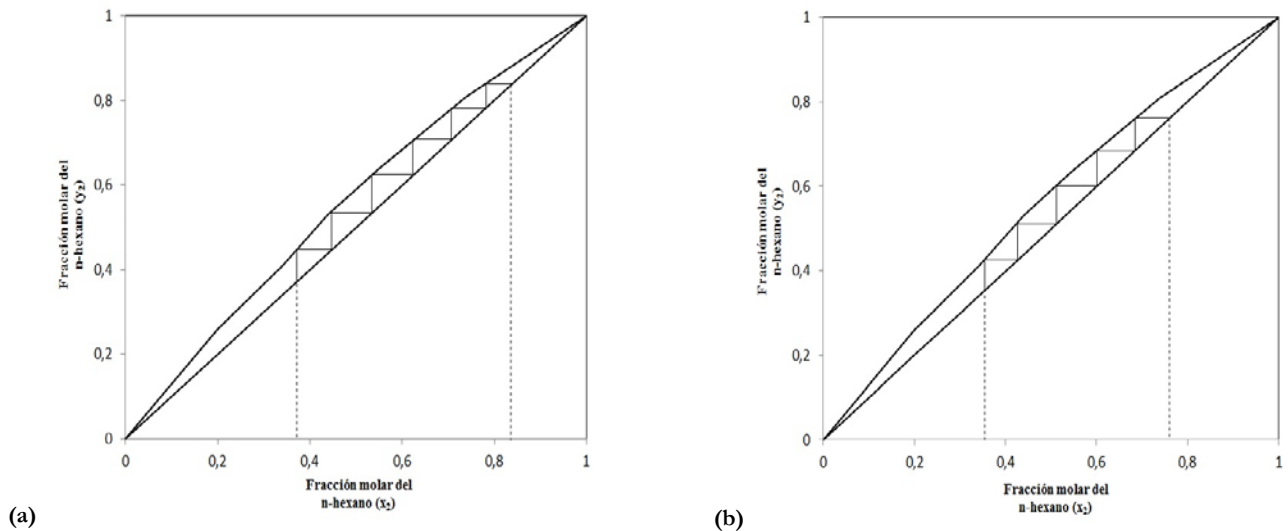 1
0,8
0,6
0,4
0,2
0
Fracción molar del
n-hexano (y₂)
0
0,2
0,4
0,6
0,8
1
Fracción molar del
n-hexano (x₂)
(a)
1
0,8
0,6
0,4
0,2
0
Fracción molar del
n-hexano (y₂)
0
0,2
0,4
0,6
0,8
1
Fracción molar del
n-hexano (x₂)
(b)